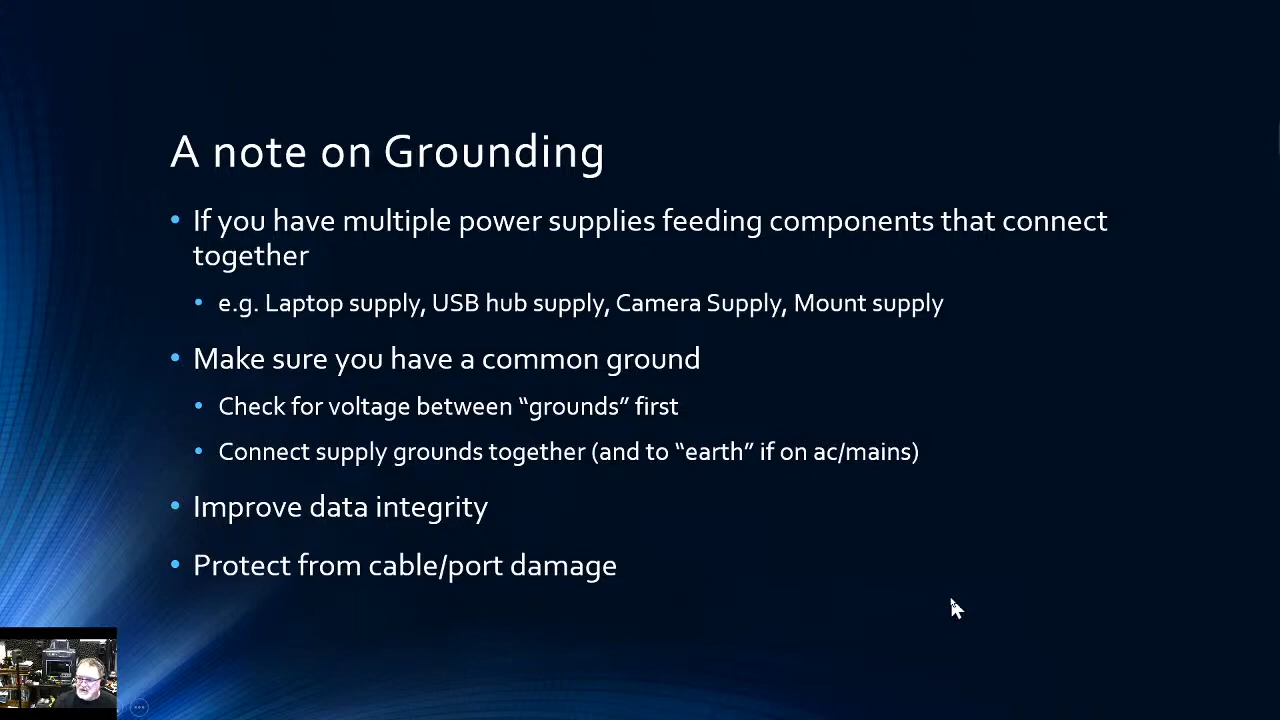 A note on Grounding
• If you have multiple power supplies feeding components that connect
together
• e.g. Laptop supply, USB hub supply, Camera Supply, Mount supply
• Make sure you have a common ground
• Check for voltage between “grounds” first
• Connect supply grounds together (and to “earth” if on ac/mains)
• Improve data integrity
• Protect from cable/port damage